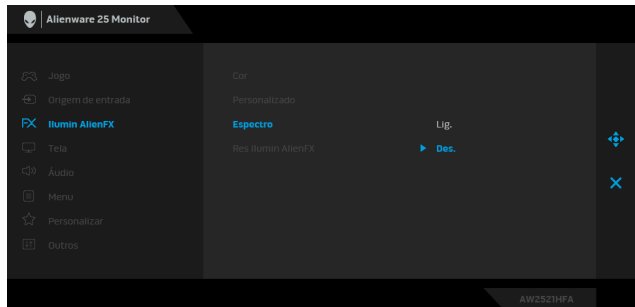 Alienware 25 Monitor
Jogo
Cor
Origem de entrada
Personalizado
FX Ilumin AlienFX
Espectro
Lig.
Tela
Res Ilumin AlienFX
Des.
Áudio
Menu
Personalizar
Outros
AW2521HFA